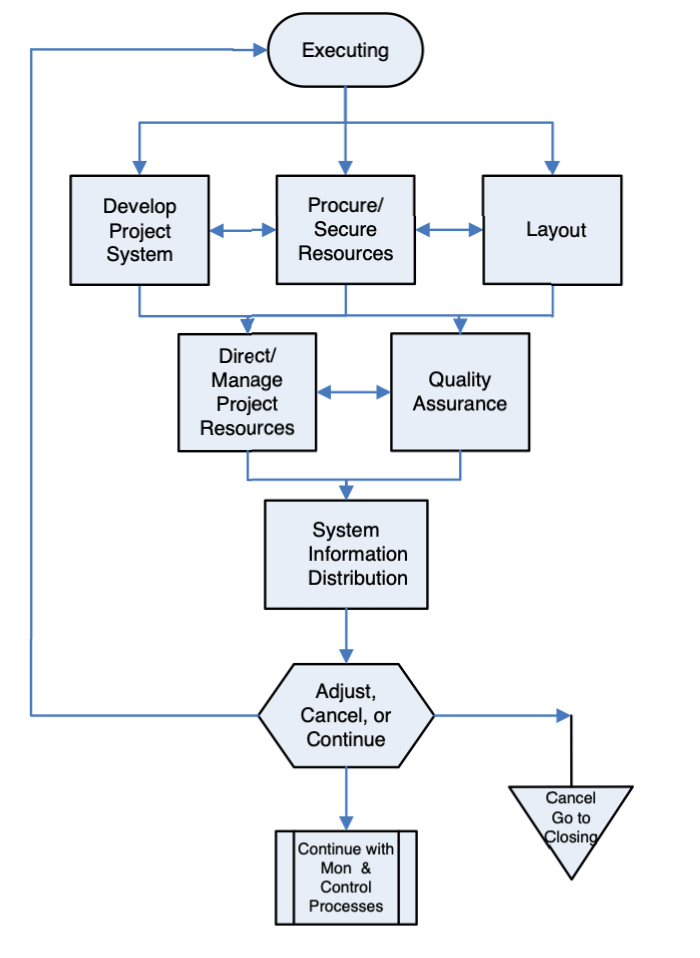 Executing
Develop
Project
System
Procure/
Secure
Resources
Layout
Direct/
Manage
Project
Resources
Quality
Assurance
System
Information
Distribution
Adjust,
Cancel, or
Continue
Cancel
Go to
Closing
Continue with
Mon &
Control
Processes